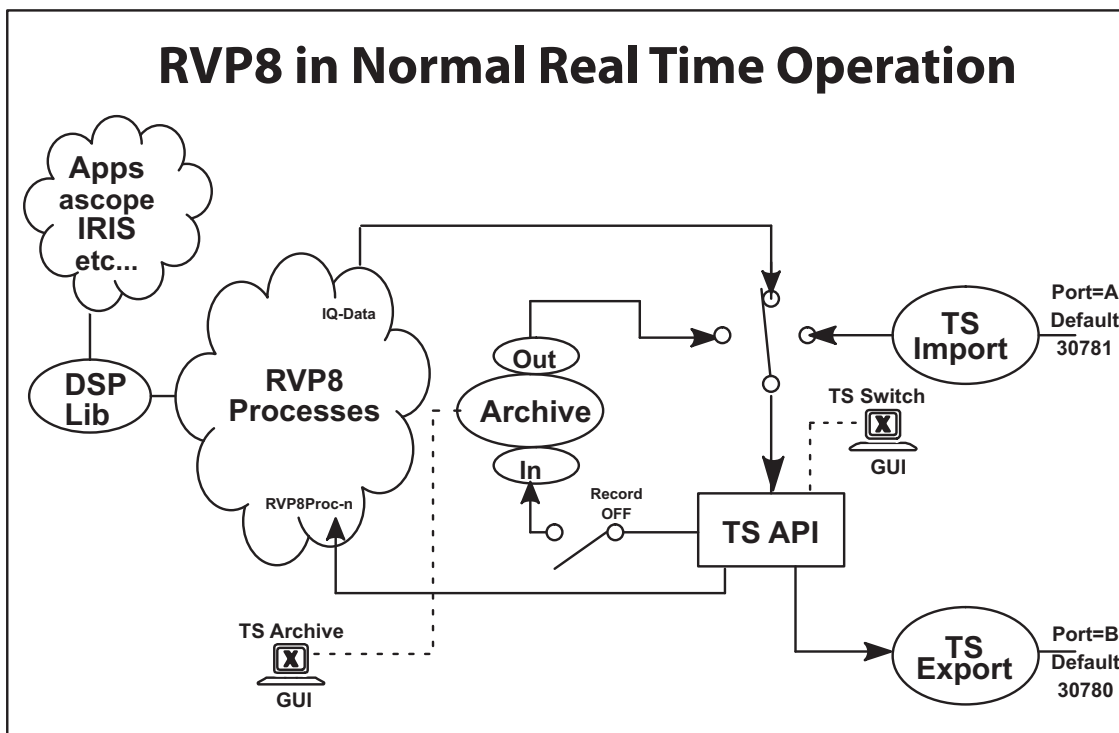 RVP8 in Normal Real Time Operation
Apps
ascope
IRIS
etc...
DSP
Lib
IQ-Data
RVP8
Processes
RVP8Proc-n
Out
Archive
In
Record
OFF
TS Archive
X
GUI
TS
Import
Port=A
Default
30781
TS Switch
X
GUI
TS API
TS
Export
Port=B
Default
30780